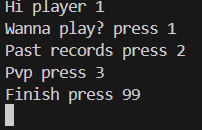 Hi player 1
Wanna play? press 1
Past records press 2
Pvp press 3
Finish press 99